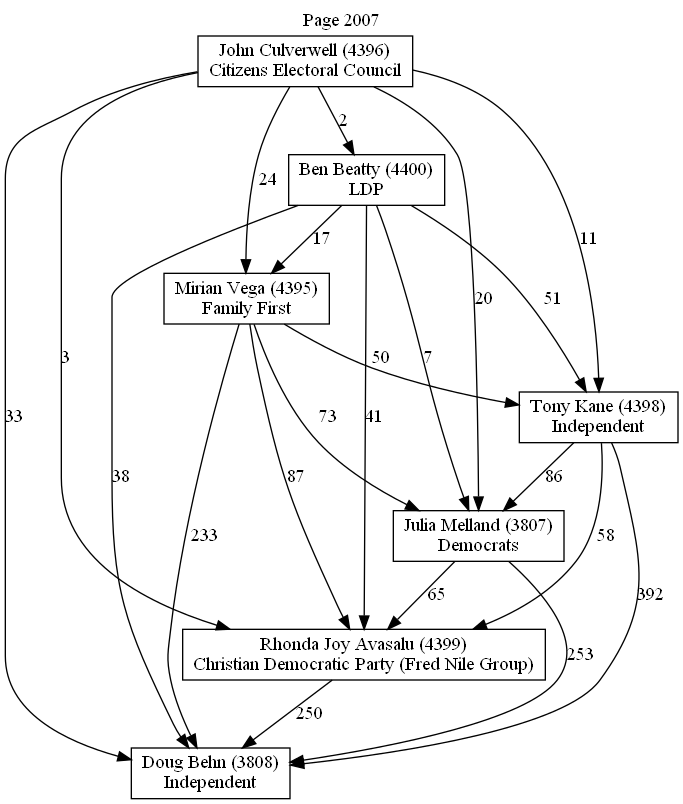 Page 2007
John Culverwell (4396)
Citizens Electoral Council
2
Ben Beatty (4400)
LDP
24
17
11
Mirian Vega (4395)
Family First
20
51
3
50
7
33
73
41
Tony Kane (4398)
Independent
38
87
86
Julia Melland (3807)
Democrats
233
58
65
392
Rhonda Joy Avasalu (4399)
Christian Democratic Party (Fred Nile Group)
253
250
Doug Behn (3808)
Independent